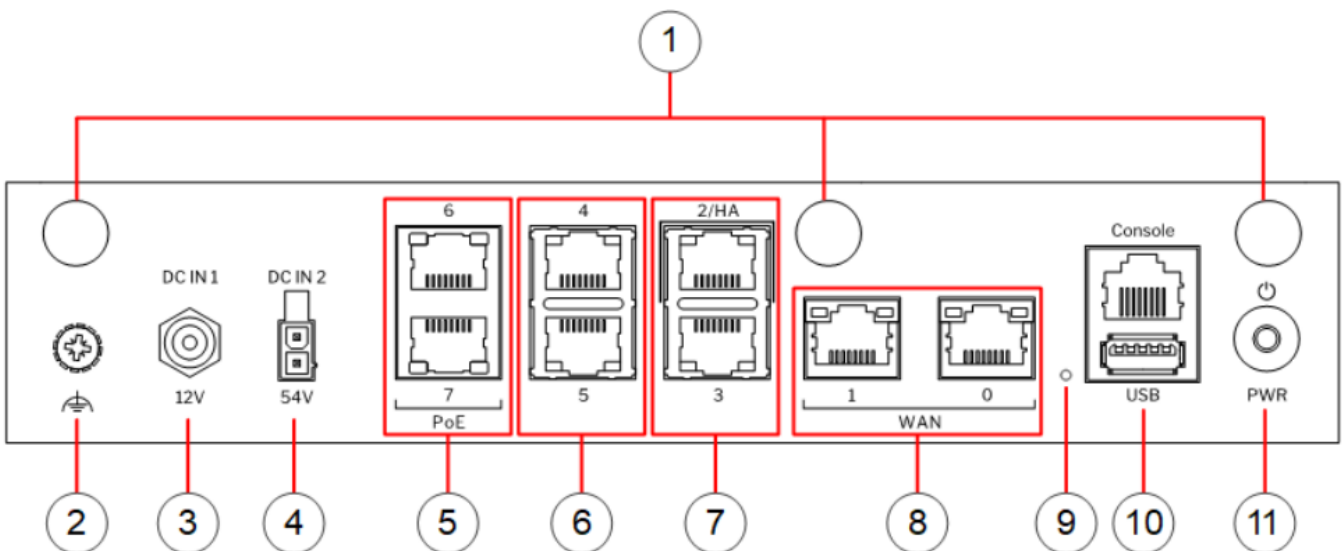 1
6 4 2/HA
Console
DC IN 1 DC IN 2
12V 54V 7 5 3 1 0 USB PWR
PoE WAN
2 3 4 5 6 7 8 9 10 11